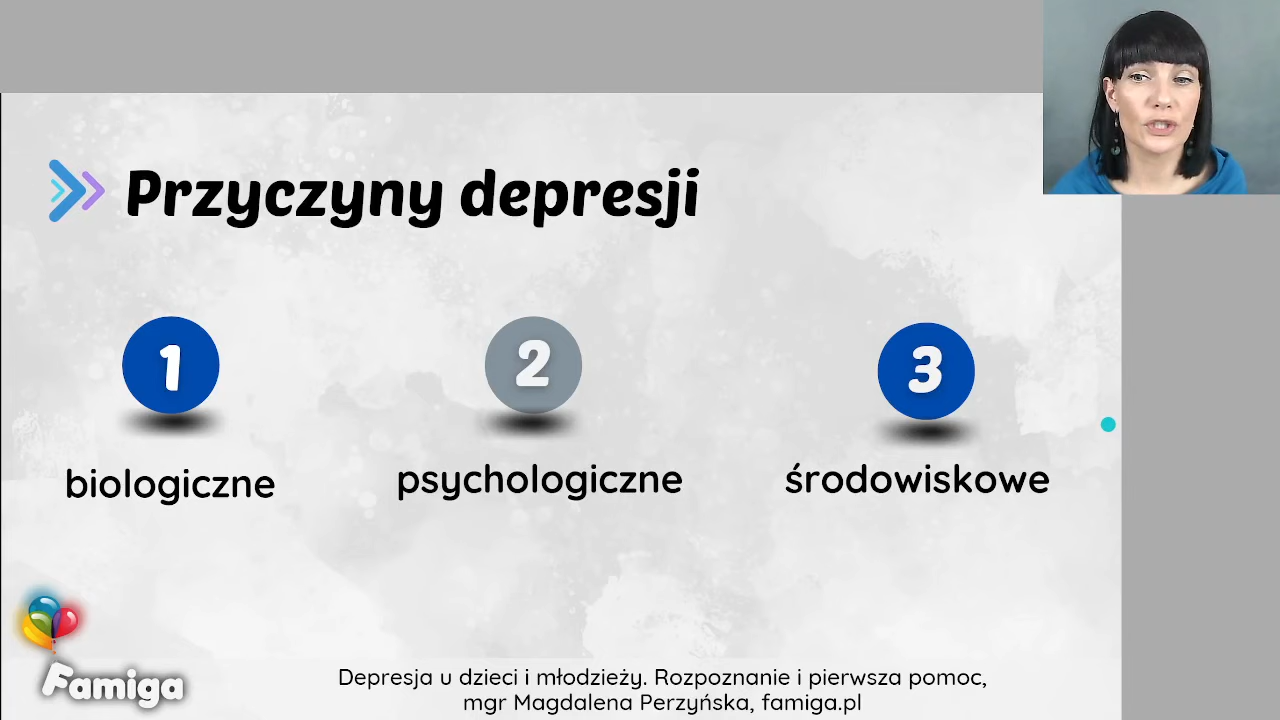 Przyczyny depresji
1
2
3
biologiczne
psychologiczne
środowiskowe
Famiga
Depresja u dzieci i młodzieży. Rozpoznanie i pierwsza pomoc,
mgr Magdalena Perzyńska, famiga.pl